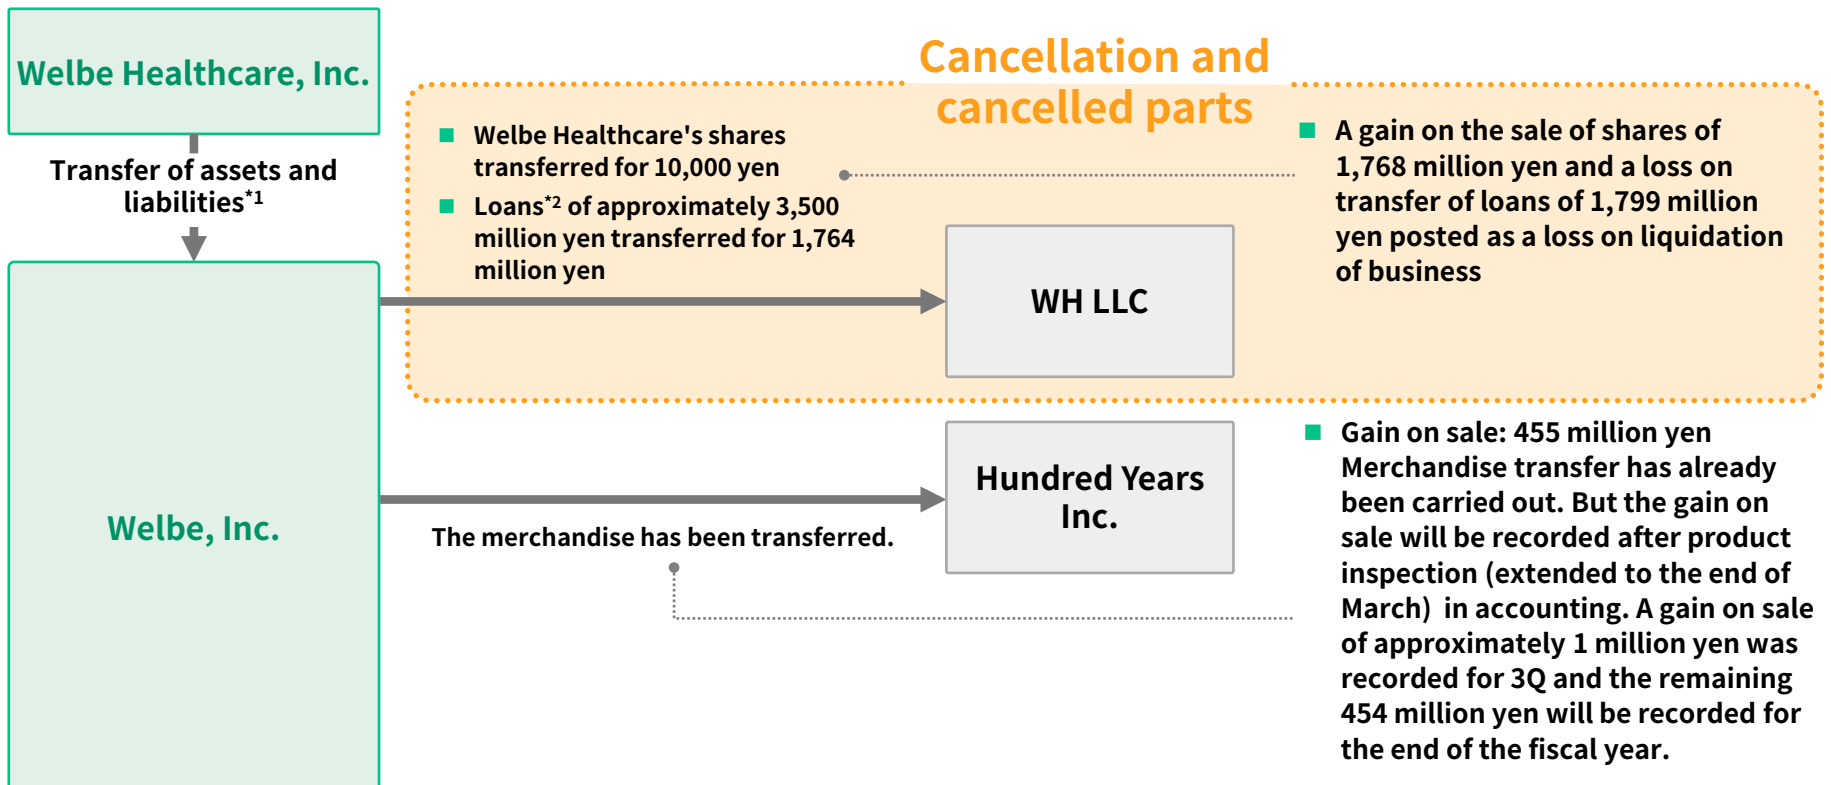 Welbe Healthcare, Inc.
Transfer of assets and
liabilities*1
Welbe, Inc.
Cancellation and
cancelled parts
■ Welbe Healthcare's shares
transferred for 10,000 yen
■ Loans*2 of approximately 3,500
million yen transferred for 1,764
million yen
WH LLC
■ A gain on the sale of shares of
1,768 million yen and a loss on
transfer of loans of 1,799 million
yen posted as a loss on liquidation
of business
Hundred Years
Inc.
The merchandise has been transferred.
■ Gain on sale: 455 million yen
Merchandise transfer has already
been carried out. But the gain on
sale will be recorded after product
inspection (extended to the end of
March) in accounting. A gain on sale
of approximately 1 million yen was
recorded for 3Q and the remaining
454 million yen will be recorded for
the end of the fiscal year.